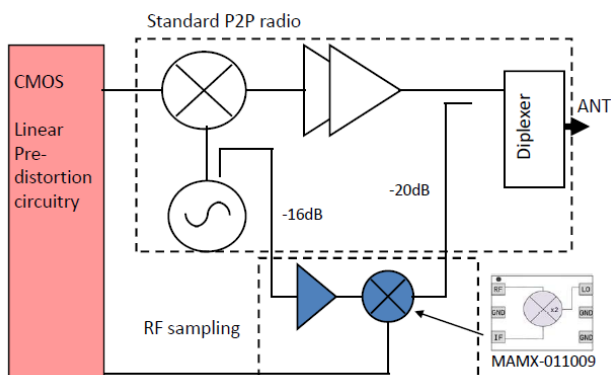 Standard P2P radio
CMOS
Linear
Pre-
distortion
circuitry
Diplexer
ANT
-16dB
-20dB
RF sampling
RF
LO
x2
GND
GND
IF
GND
MAMX-011009